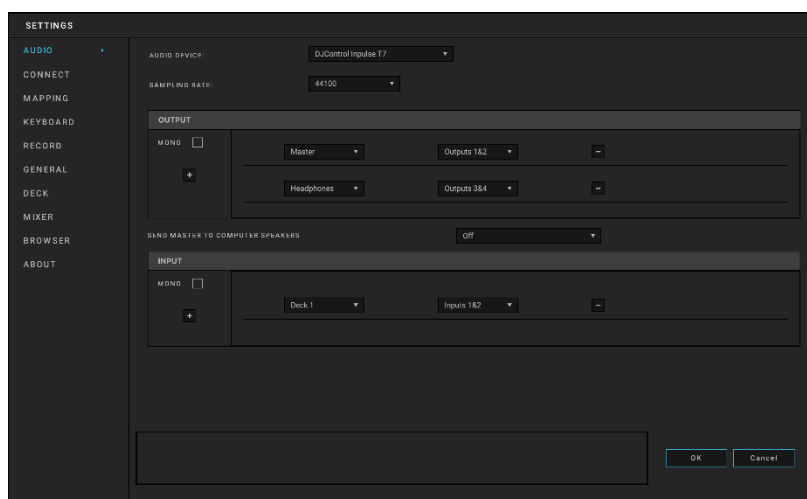 SETTINGS
AUDIO
CONNECT
MAPPING
KEYBOARD
RECORD
GENERAL
DECK
MIXER
BROWSER
ABOUT
AUDIO DEVICE: DJControl Inpulse T7
SAMPLING RATE: 44100
OUTPUT
MONO
Master Outputs 1&2 -
+
Headphones Outputs 3&4 -
SEND MASTER TO COMPUTER SPEAKERS Off
INPUT
MONO
Deck 1 Inputs 1&2 -
+
OK Cancel